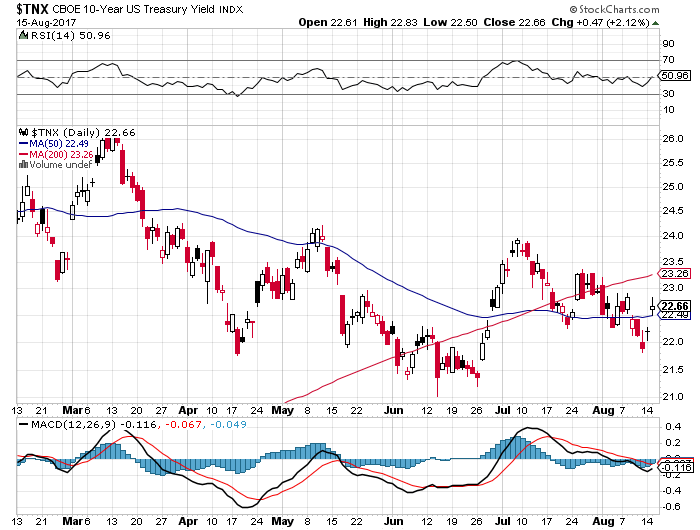 $TNX CBOE 10-Year US Treasury Yield INDX © StockCharts.com
15-Aug-2017 Open 22.61 High 22.83 Low 22.50 Close 22.66 Chg +0.47 (+2.12%)
RSI(14) 50.96
90
70
50.96
30
10
$TNX (Daily) 22.66
MA(50) 22.49
MA(200) 23.26
Volume undef
26.0
25.5
25.0
24.5
24.0
23.5
23.26
23.0
22.66
22.49
22.0
21.5
21.0
13 21 Mar 6 13 20 27 Apr 10 17 24 May 8 15 22 Jun 12 19 26 Jul 10 17 24 Aug 7 14
MACD(12,26,9) -0.116, -0.067, -0.049
0.4
0.2
0.0
-0.116
-0.2
-0.4
-0.6
13 21 Mar 6 13 20 27 Apr 10 17 24 May 8 15 22 Jun 12 19 26 Jul 10 17 24 Aug 7 14